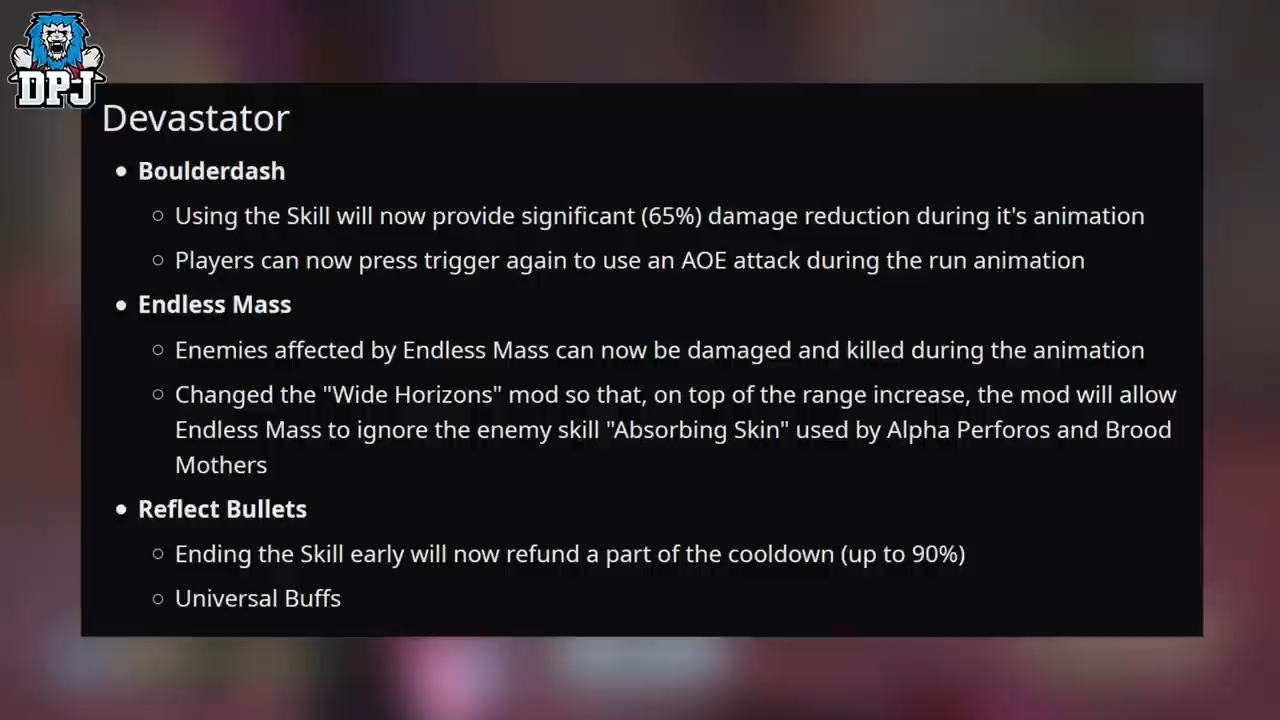 DPJ
Devastator
Boulderdash
Using the Skill will now provide significant (65%) damage reduction during it's animation
Players can now press trigger again to use an AOE attack during the run animation
Endless Mass
Enemies affected by Endless Mass can now be damaged and killed during the animation
Changed the "Wide Horizons" mod so that, on top of the range increase, the mod will allow
Endless Mass to ignore the enemy skill "Absorbing Skin" used by Alpha Perforos and Brood
Mothers
Reflect Bullets
Ending the Skill early will now refund a part of the cooldown (up to 90%)
Universal Buffs